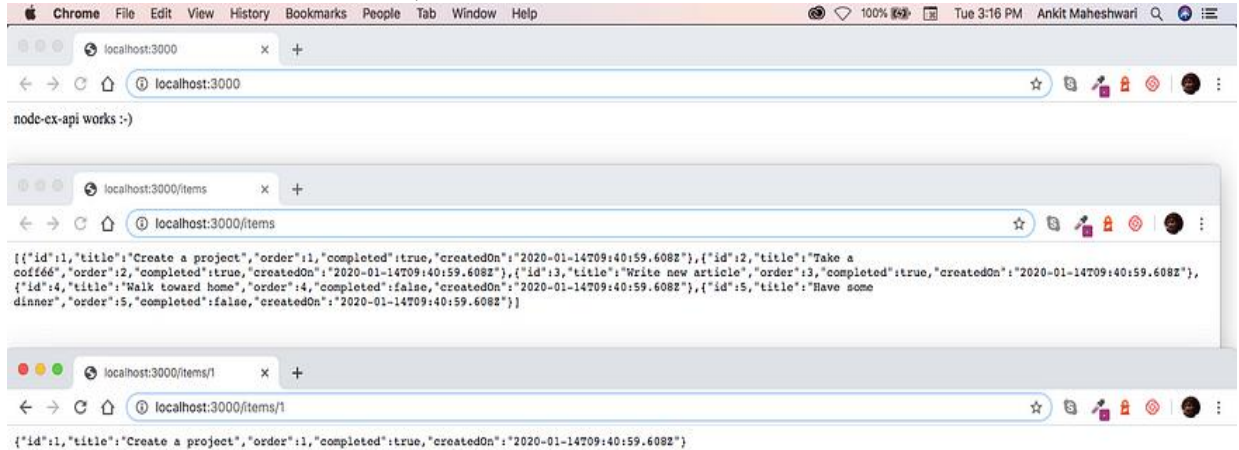 Chrome File Edit View History Bookmarks People Tab Window Help 100% Tue 3:16 PM Ankit Maheshwari
localhost:3000
localhost:3000
node-ex-api works :-)
localhost:3000/items
localhost:3000/items
[{"id":1,"title":"Create a project","order":1,"completed":true,"createdOn":"2020-01-14T09:40:59.608Z"},{"id":2,"title":"Take a
cofféé","order":2,"completed":true,"createdOn":"2020-01-14T09:40:59.608Z"},{"id":3,"title":"Write new article","order":3,"completed":true,"createdOn":"2020-01-14T09:40:59.608Z"},
{"id":4,"title":"Walk toward home","order":4,"completed":false,"createdOn":"2020-01-14T09:40:59.608Z"},{"id":5,"title":"Have some
dinner","order":5,"completed":false,"createdOn":"2020-01-14T09:40:59.608Z"}]
localhost:3000/items/1
localhost:3000/items/1
{"id":1,"title":"Create a project","order":1,"completed":true,"createdOn":"2020-01-14T09:40:59.608Z"}